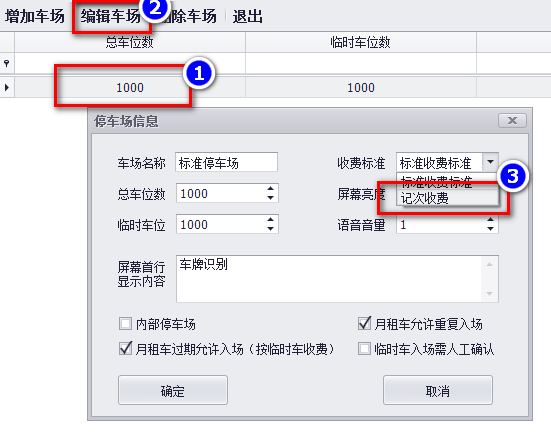 增加车场 编辑车场 删除车场 退出
2
总车位数 临时车位数
1
1000 1000
停车场信息
车场名称 标准停车场 收费标准 标准收费标准
3
总车位数 1000 屏幕亮度 标准收费标准
记次收费
临时车位 1000 语音音量 1
屏幕首行
显示内容
车牌识别
内部停车场 月租车允许重复入场
月租车过期允许入场（按临时车收费） 临时车入场需人工确认
确定 取消